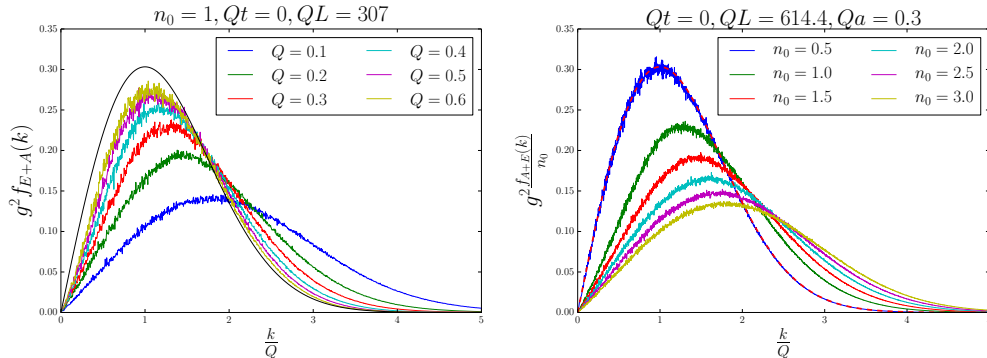 n_0 = 1, Qt = 0, QL = 307
g^2 f_{E+A}(k)
0.35
0.30
0.25
0.20
0.15
0.10
0.05
0.00
Q = 0.1 Q = 0.4
Q = 0.2 Q = 0.5
Q = 0.3 Q = 0.6
0 1 2 3 4 5
k/Q
Qt = 0, QL = 614.4, Qa = 0.3
g^2 f_{A+E}(k)/n_0
0.35
0.30
0.25
0.20
0.15
0.10
0.05
0.00
n_0 = 0.5 n_0 = 2.0
n_0 = 1.0 n_0 = 2.5
n_0 = 1.5 n_0 = 3.0
0 1 2 3 4
k/Q